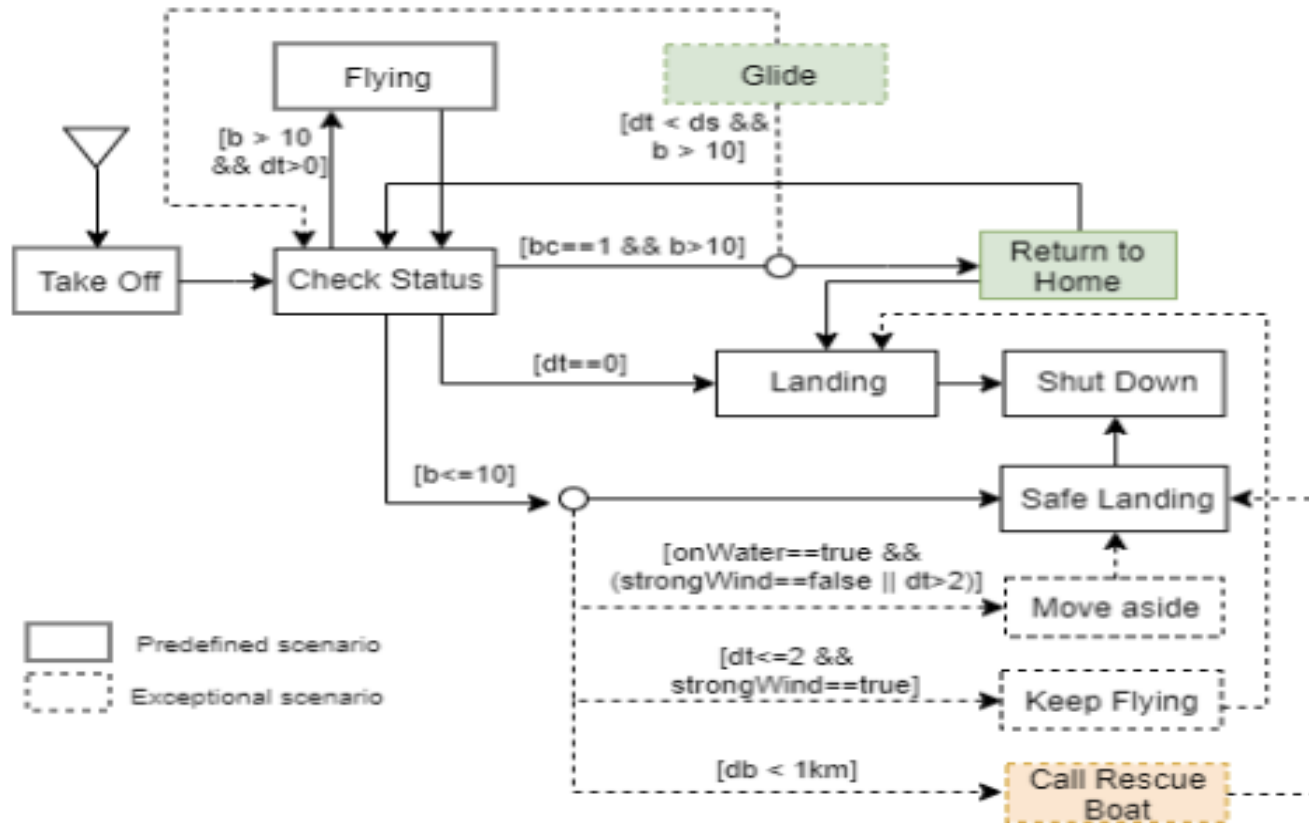 Flying
Glide
[b > 10
&& dt>0]
[dt < ds &&
b > 10]
Take Off
Check Status
[bc==1 && b>10]
Return to
Home
[dt==0]
Landing
Shut Down
[b<=10]
Safe Landing
[onWater==true &&
(strongWind==false || dt>2)]
Move aside
Predefined scenario
[dt<=2 &&
strongWind==true]
Keep Flying
Exceptional scenario
[db < 1km]
Call Rescue
Boat